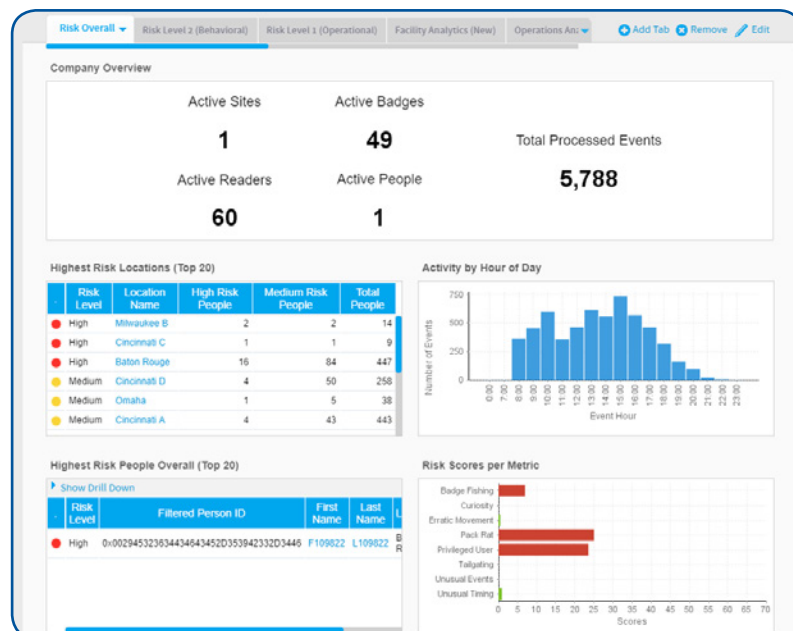 Risk Overall
Risk Level 2 (Behavioral)
Risk Level 1 (Operational)
Facility Analytics (New)
Operations An
Add Tab
Remove
Edit
Company Overview
Active Sites
Active Badges
1
49
Total Processed Events
5,788
Active Readers
Active People
60
1
Highest Risk Locations (Top 20)
. Risk Level Location Name High Risk People Medium Risk People Total People
High Milwaukee B 2 2 14
High Cincinnati C 1 1 9
High Baton Rouge 16 84 447
Medium Cincinnati D 4 50 258
Medium Omaha 1 5 38
Medium Cincinnati A 4 43 443
Activity by Hour of Day
Number of Events
750
500
250
0
0:00 7:00 8:00 9:00 10:00 11:00 12:00 13:00 14:00 15:00 16:00 17:00 18:00 19:00 20:00 21:00 22:00 23:00
Event Hour
Highest Risk People Overall (Top 20)
Show Drill Down
. Risk Level Filtered Person ID First Name Last Name L
High 0x002945323634434643452D353942332D3446 F109822 L109822 B
R
Risk Scores per Metric
Badge Fishing
Curiosity
Erratic Movement
Pack Rat
Privileged User
Tailgating
Unusual Events
Unusual Timing
0 5 10 15 20 25 30 35 40 45 50 55 60 65 70
Scores